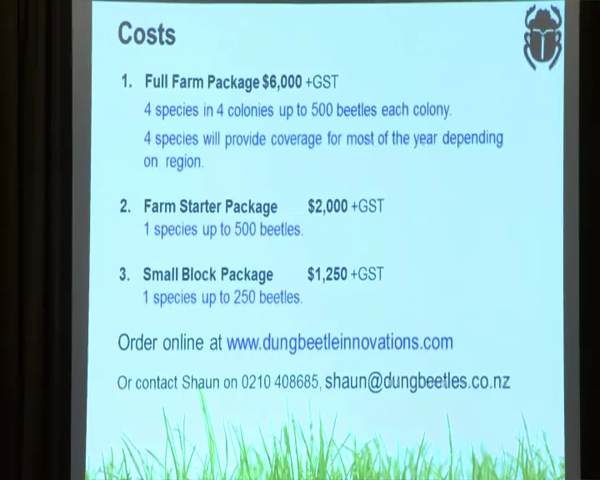 Costs
1. Full Farm Package $6,000 +GST
4 species in 4 colonies up to 500 beetles each colony.
4 species will provide coverage for most of the year depending
on region.
2. Farm Starter Package $2,000 +GST
1 species up to 500 beetles.
3. Small Block Package $1,250 +GST
1 species up to 250 beetles.
Order online at www.dungbeetleinnovations.com
Or contact Shaun on 0210 408685, shaun@dungbeetles.co.nz